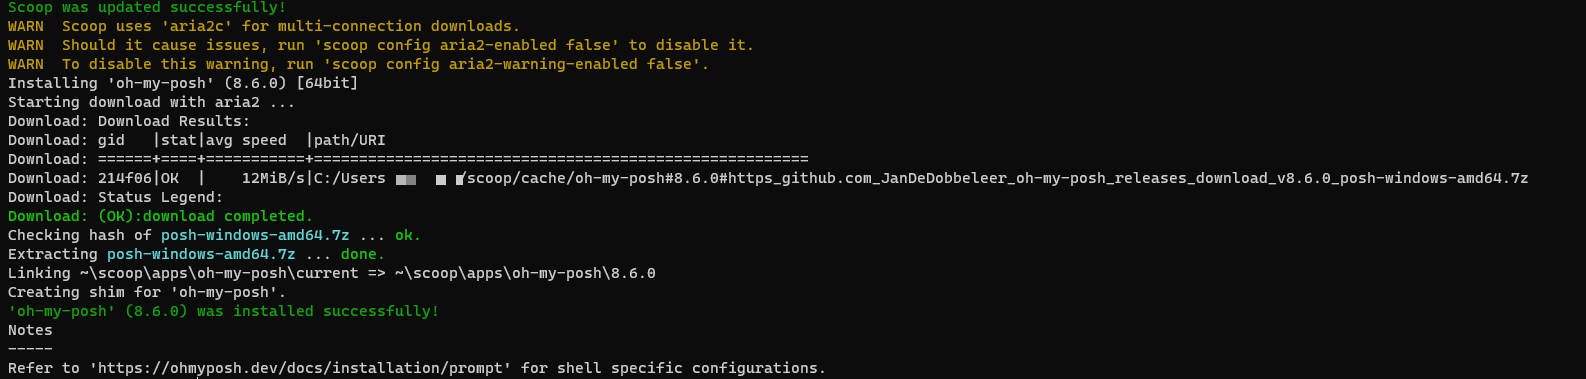 Scoop was updated successfully!
WARN  Scoop uses 'aria2c' for multi-connection downloads.
WARN  Should it cause issues, run 'scoop config aria2-enabled false' to disable it.
WARN  To disable this warning, run 'scoop config aria2-warning-enabled false'.
Installing 'oh-my-posh' (8.6.0) [64bit]
Starting download with aria2 ...
Download: Download Results:
Download: gid   |stat|avg speed  |path/URI
Download: ======+====+===========+=======================================================
Download: 214f06|OK  |    12MiB/s|C:/Users /scoop/cache/oh-my-posh#8.6.0#https_github.com_JanDeDobbeleer_oh-my-posh_releases_download_v8.6.0_posh-windows-amd64.7z
Download: Status Legend:
Download: (OK):download completed.
Checking hash of posh-windows-amd64.7z ... ok.
Extracting posh-windows-amd64.7z ... done.
Linking ~\scoop\apps\oh-my-posh\current => ~\scoop\apps\oh-my-posh\8.6.0
Creating shim for 'oh-my-posh'.
'oh-my-posh' (8.6.0) was installed successfully!
Notes
-----
Refer to 'https://ohmyposh.dev/docs/installation/prompt' for shell specific configurations.